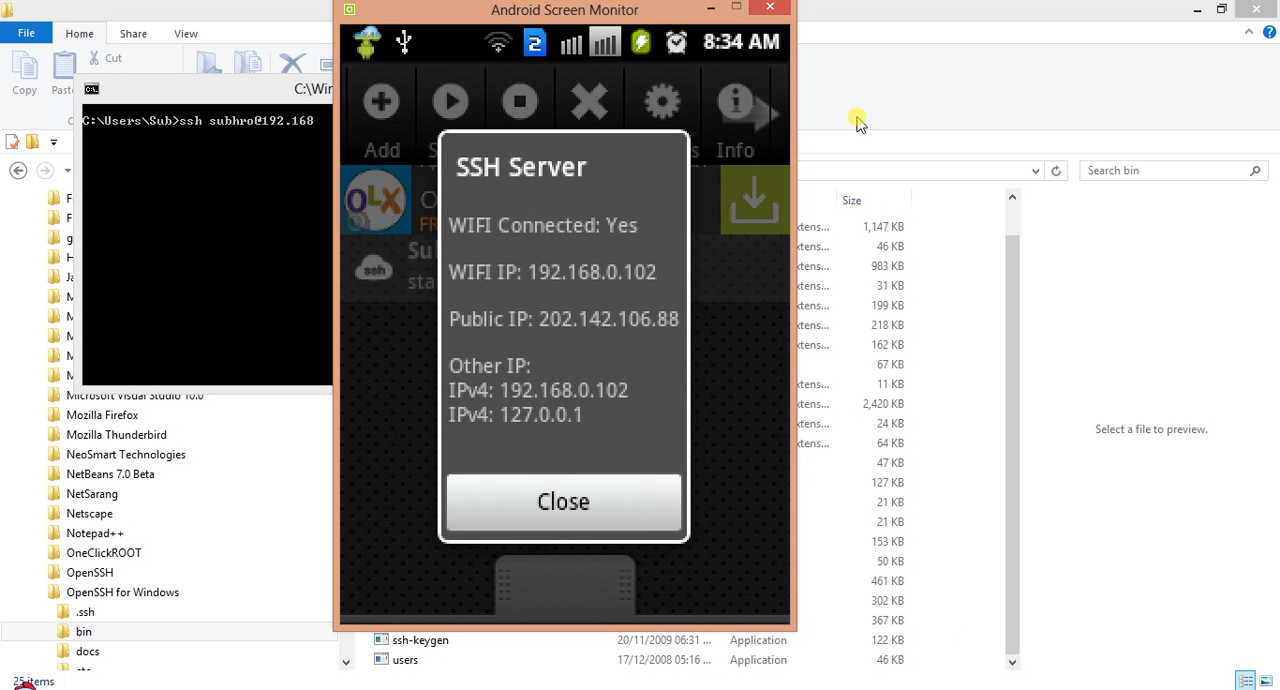 Android Screen Monitor
File
Home
Share
View
Copy
Cut
C:\Users\Sub>ssh subhro@192.168
2
8:34 AM
Add
Info
OLX
ssh
SSH Server
WIFI Connected: Yes
WIFI IP: 192.168.0.102
Public IP: 202.142.106.88
Other IP:
IPv4: 192.168.0.102
IPv4: 127.0.0.1
Close
Search bin
Size
1,147 KB
46 KB
983 KB
31 KB
199 KB
218 KB
162 KB
67 KB
11 KB
2,420 KB
24 KB
64 KB
47 KB
127 KB
21 KB
21 KB
153 KB
50 KB
461 KB
302 KB
367 KB
122 KB
46 KB
Select a file to preview.
Microsoft Visual Studio 10.0
Mozilla Firefox
Mozilla Thunderbird
NeoSmart Technologies
NetBeans 7.0 Beta
NetSarang
Netscape
Notepad++
OneClickROOT
OpenSSH
OpenSSH for Windows
.ssh
bin
docs
ssh-keygen 20/11/2009 06:31 ... Application
users 17/12/2008 05:16 ... Application
25 items